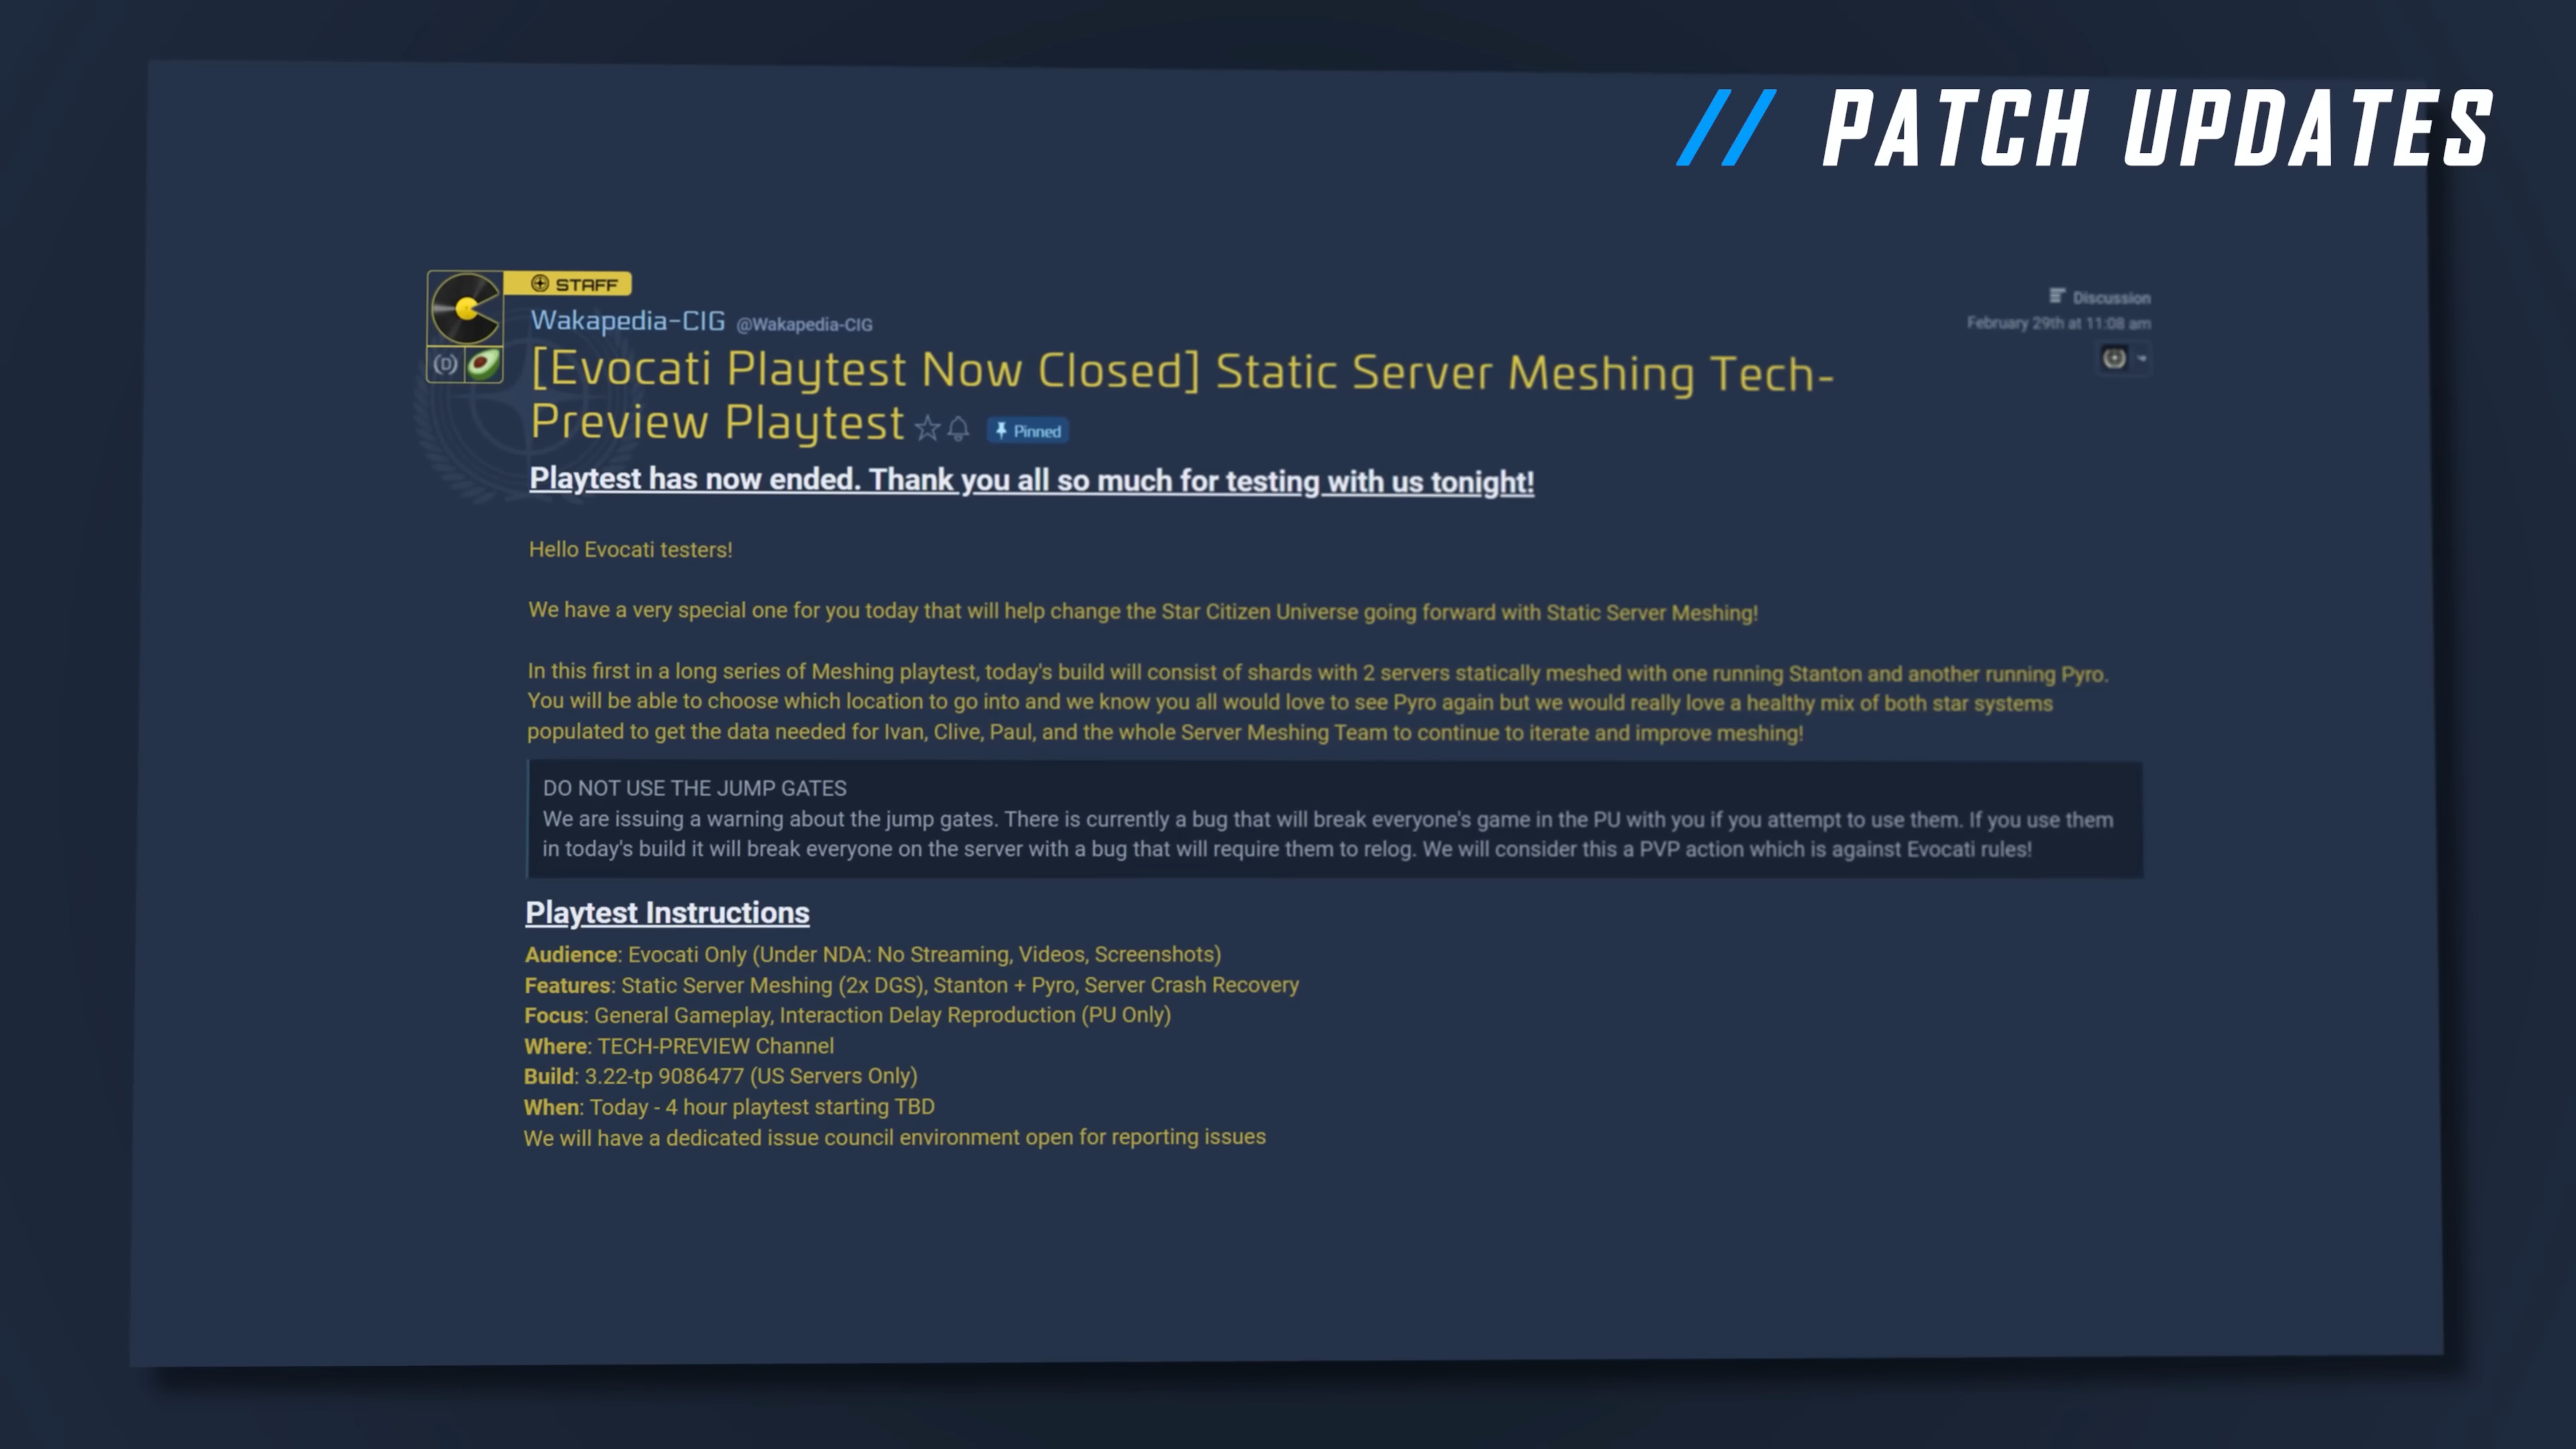 // PATCH UPDATES
STAFF
Discussion
Wakapedia-CIG @Wakapedia-CIG
February 29th at 11:08 am
[Evocati Playtest Now Closed] Static Server Meshing Tech-
Preview Playtest Pinned
Playtest has now ended. Thank you all so much for testing with us tonight!
Hello Evocati testers!
We have a very special one for you today that will help change the Star Citizen Universe going forward with Static Server Meshing!
In this first in a long series of Meshing playtest, today's build will consist of shards with 2 servers statically meshed with one running Stanton and another running Pyro.
You will be able to choose which location to go into and we know you all would love to see Pyro again but we would really love a healthy mix of both star systems
populated to get the data needed for Ivan, Clive, Paul, and the whole Server Meshing Team to continue to iterate and improve meshing!
DO NOT USE THE JUMP GATES
We are issuing a warning about the jump gates. There is currently a bug that will break everyone's game in the PU with you if you attempt to use them. If you use them
in today's build it will break everyone on the server with a bug that will require them to relog. We will consider this a PVP action which is against Evocati rules!
Playtest Instructions
Audience: Evocati Only (Under NDA: No Streaming, Videos, Screenshots)
Features: Static Server Meshing (2x DGS), Stanton + Pyro, Server Crash Recovery
Focus: General Gameplay, Interaction Delay Reproduction (PU Only)
Where: TECH-PREVIEW Channel
Build: 3.22-tp 9086477 (US Servers Only)
When: Today - 4 hour playtest starting TBD
We will have a dedicated issue council environment open for reporting issues